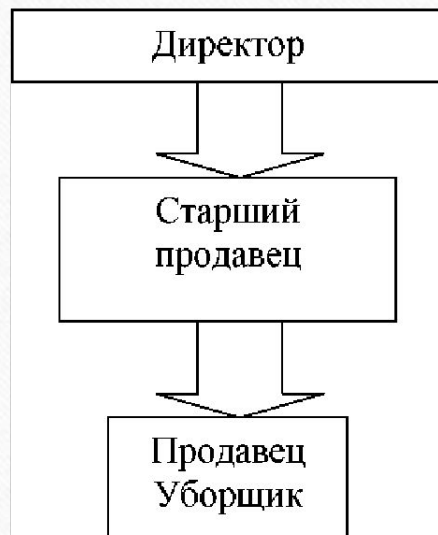 Директор
Старший
продавец
Продавец
Уборщик